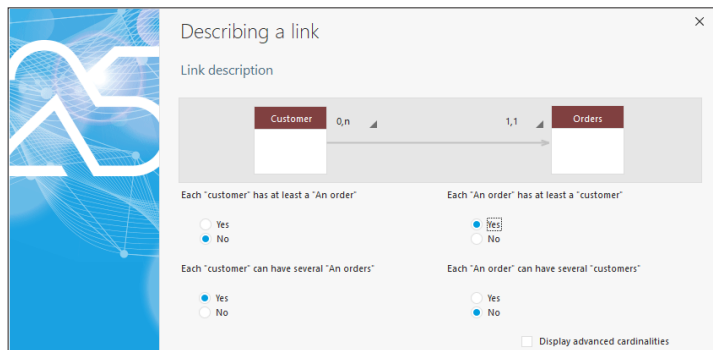 Describing a link
Link description
Customer 0,n 1,1 Orders
Each "customer" has at least a "An order" Each "An order" has at least a "customer"
Yes Yes
No No
Each "customer" can have several "An orders" Each "An order" can have several "customers"
Yes Yes
No No
Display advanced cardinalities